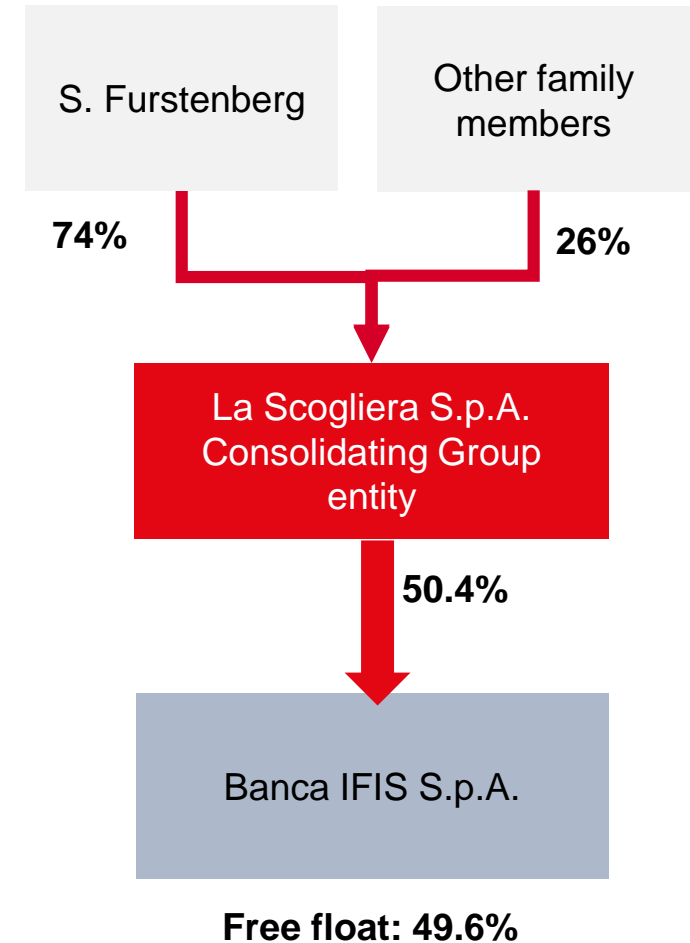 S. Furstenberg
Other family
members
74%
26%
La Scogliera S.p.A.
Consolidating Group
entity
50.4%
Banca IFIS S.p.A.
Free float: 49.6%